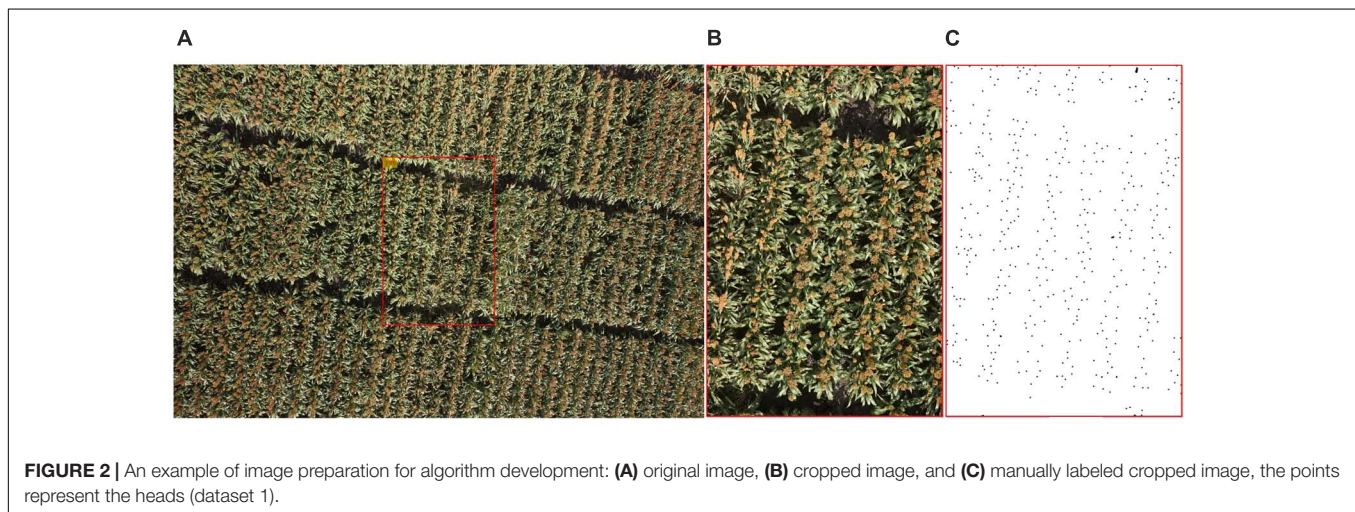 A
B
C
FIGURE 2 | An example of image preparation for algorithm development: (A) original image, (B) cropped image, and (C) manually labeled cropped image, the points
represent the heads (dataset 1).